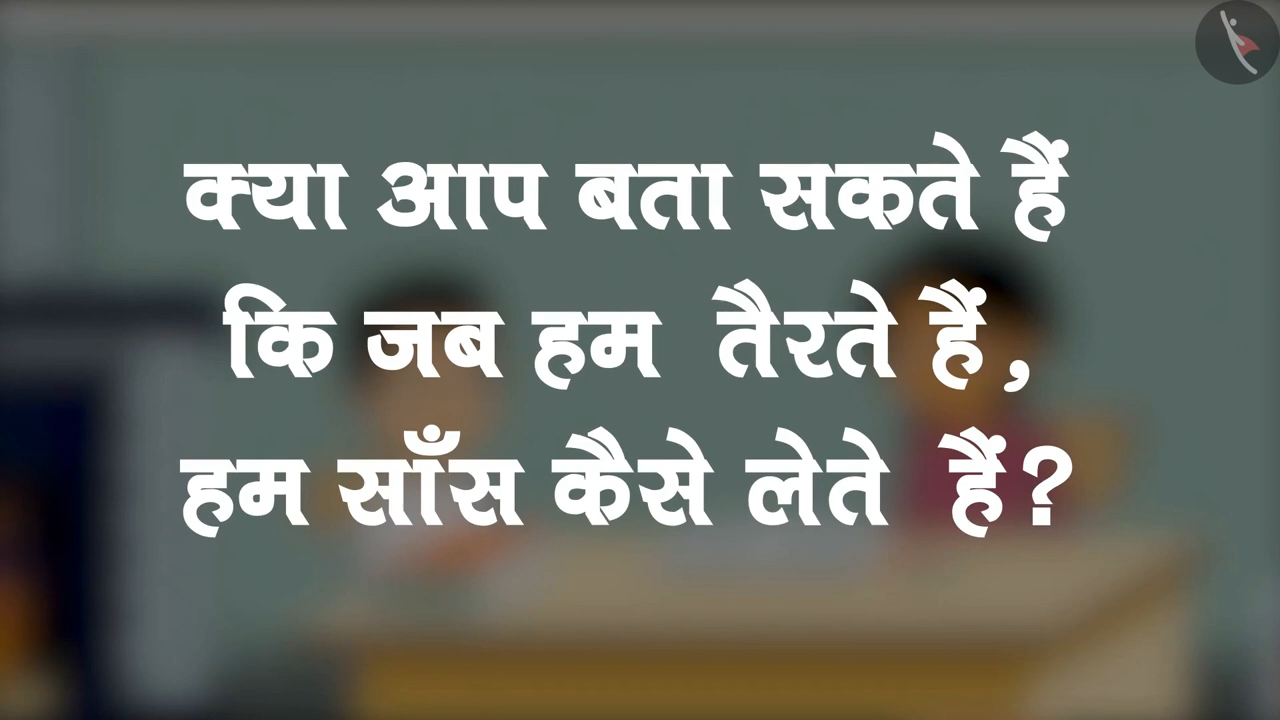 क्या आप बता सकते हैं
कि जब हम तैरते हैं,
हम साँस कैसे लेते हैं?